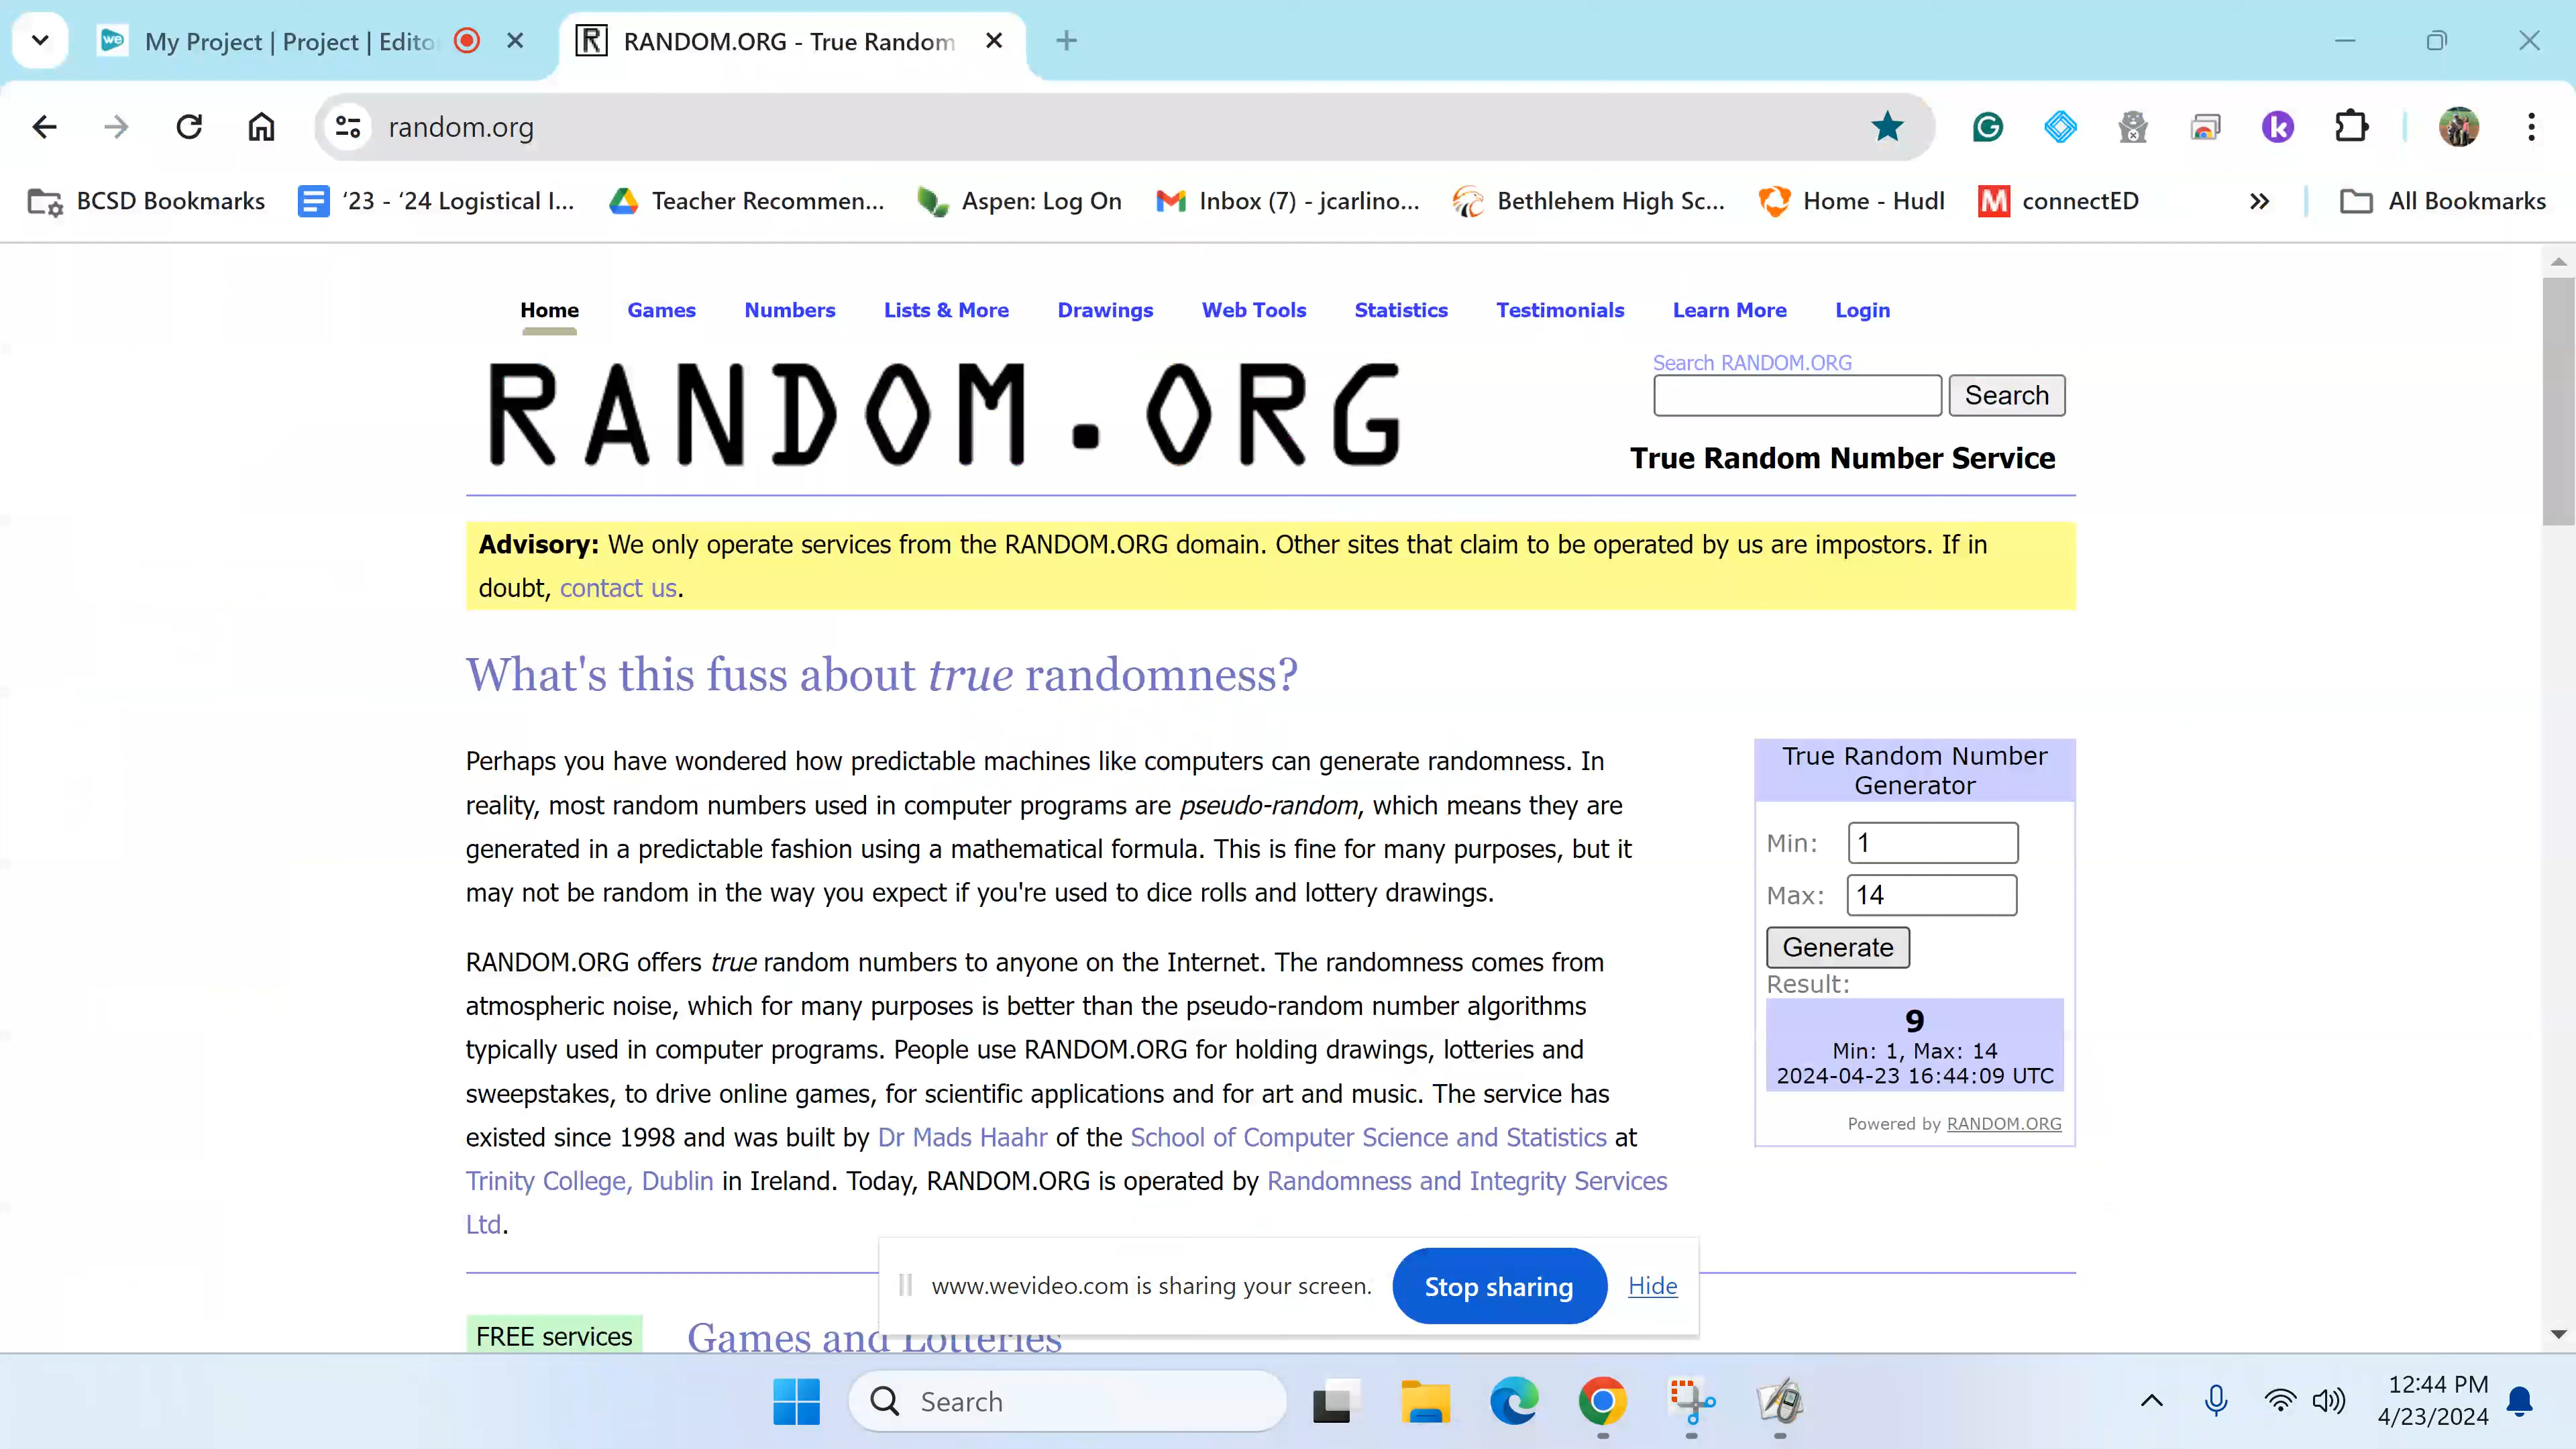 My Project | Project | Edito
RANDOM.ORG - True Random
random.org
BCSD Bookmarks
‘23 - ‘24 Logistical I...
Teacher Recommen...
Aspen: Log On
Inbox (7) - jcarlino...
Bethlehem High Sc...
Home - Hudl
connectED
All Bookmarks
Home Games Numbers Lists & More Drawings Web Tools Statistics Testimonials Learn More Login
RANDOM.ORG
Search RANDOM.ORG
Search
True Random Number Service
Advisory: We only operate services from the RANDOM.ORG domain. Other sites that claim to be operated by us are impostors. If in
doubt, contact us.
What's this fuss about true randomness?
Perhaps you have wondered how predictable machines like computers can generate randomness. In
reality, most random numbers used in computer programs are pseudo-random, which means they are
generated in a predictable fashion using a mathematical formula. This is fine for many purposes, but it
may not be random in the way you expect if you're used to dice rolls and lottery drawings.
RANDOM.ORG offers true random numbers to anyone on the Internet. The randomness comes from
atmospheric noise, which for many purposes is better than the pseudo-random number algorithms
typically used in computer programs. People use RANDOM.ORG for holding drawings, lotteries and
sweepstakes, to drive online games, for scientific applications and for art and music. The service has
existed since 1998 and was built by Dr Mads Haahr of the School of Computer Science and Statistics at
Trinity College, Dublin in Ireland. Today, RANDOM.ORG is operated by Randomness and Integrity Services
Ltd.
True Random Number
Generator
Min: 1
Max: 14
Generate
Result:
9
Min: 1, Max: 14
2024-04-23 16:44:09 UTC
Powered by RANDOM.ORG
www.wevideo.com is sharing your screen.
Stop sharing
Hide
FREE services
Games and Lotteries
Search
12:44 PM
4/23/2024